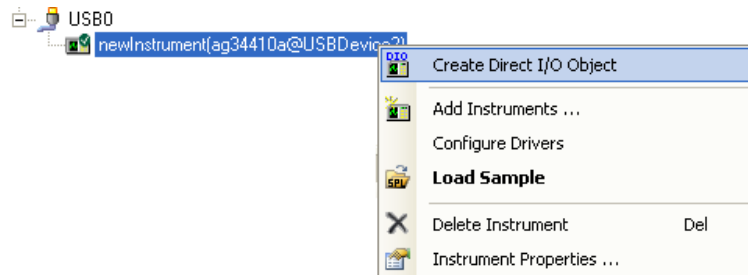 USB0
newInstrument(ag34410a@USBDevice2)
DIO
Create Direct I/O Object
Add Instruments ...
Configure Drivers
SPL
Load Sample
Delete Instrument Del
Instrument Properties ...